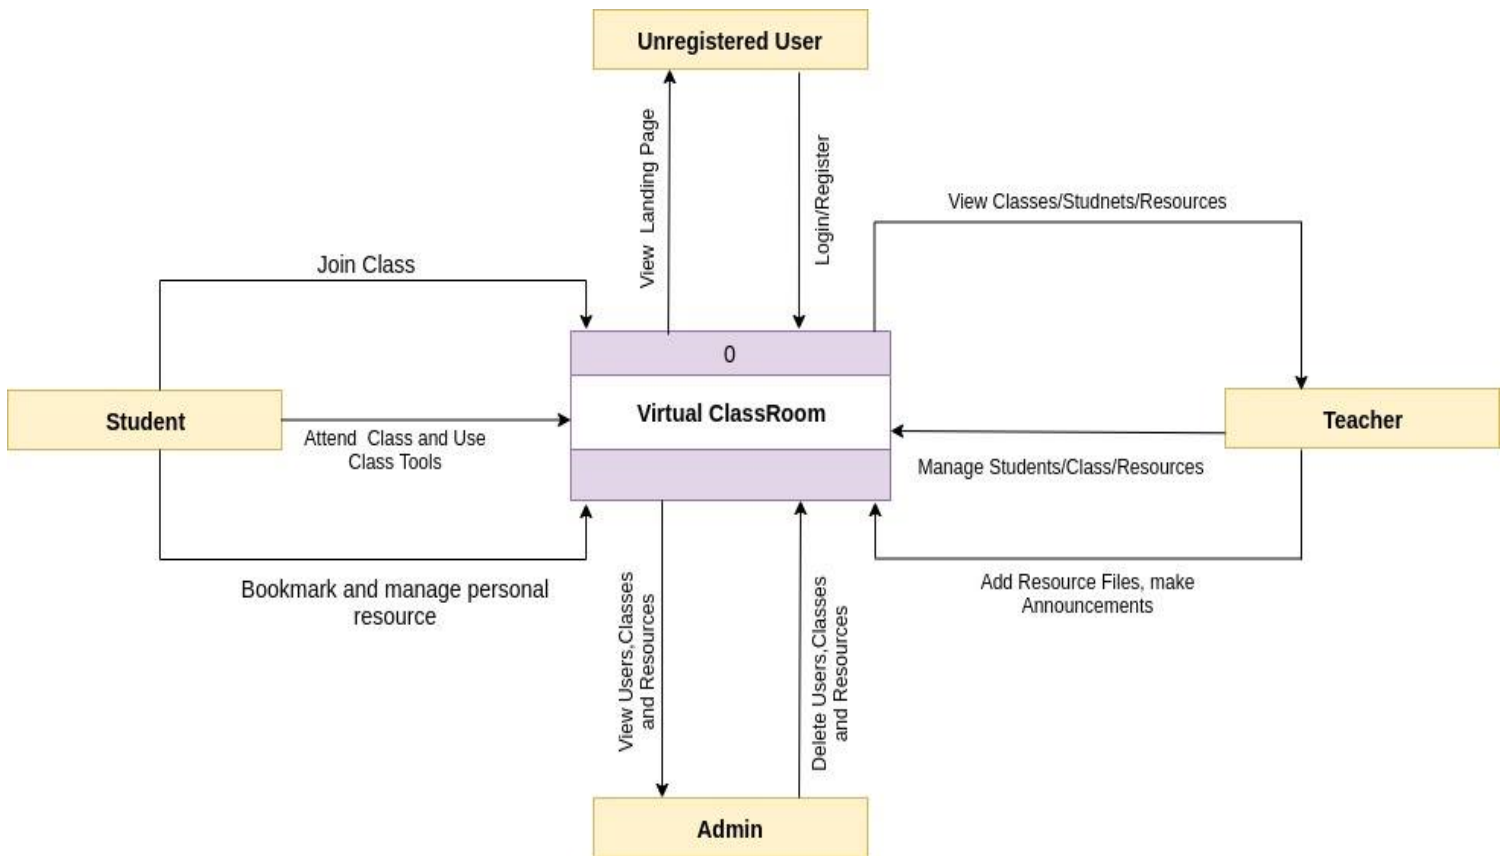 Unregistered User
View Landing Page
Login/Register
View Classes/Studnets/Resources
Join Class
0
Virtual ClassRoom
Student
Teacher
Attend Class and Use
Class Tools
Manage Students/Class/Resources
Bookmark and manage personal
resource
Add Resource Files, make
Announcements
View Users,Classes
and Resources
Delete Users,Classes
and Resources
Admin